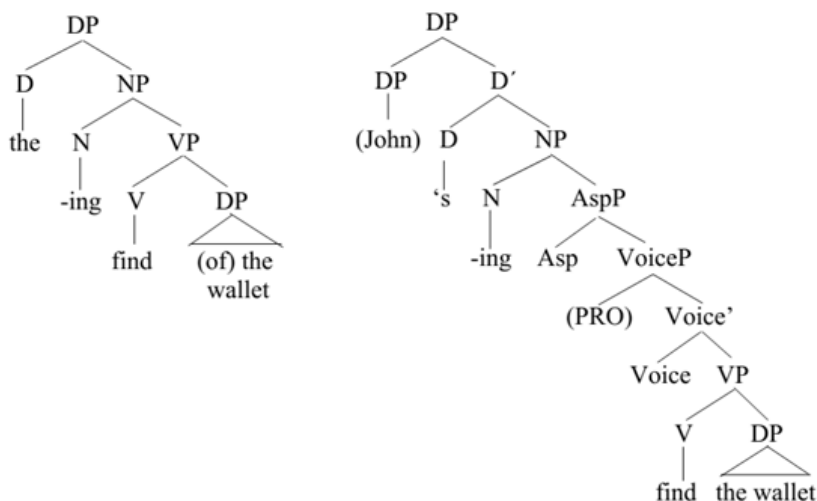 DP
D NP
the N VP
-ing V DP
find (of) the
wallet
DP
DP D´
(John) D NP
‘s N AspP
-ing Asp VoiceP
(PRO) Voice’
Voice VP
V DP
find the wallet